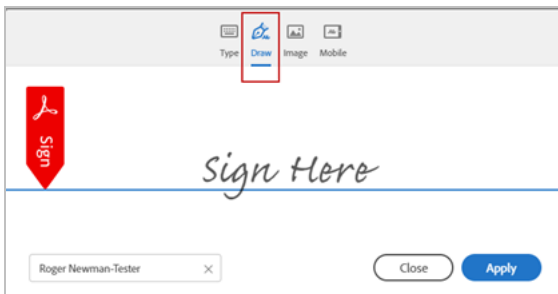 Type Draw Image Mobile
Sign
Sign Here
Roger Newman-Tester
Close Apply